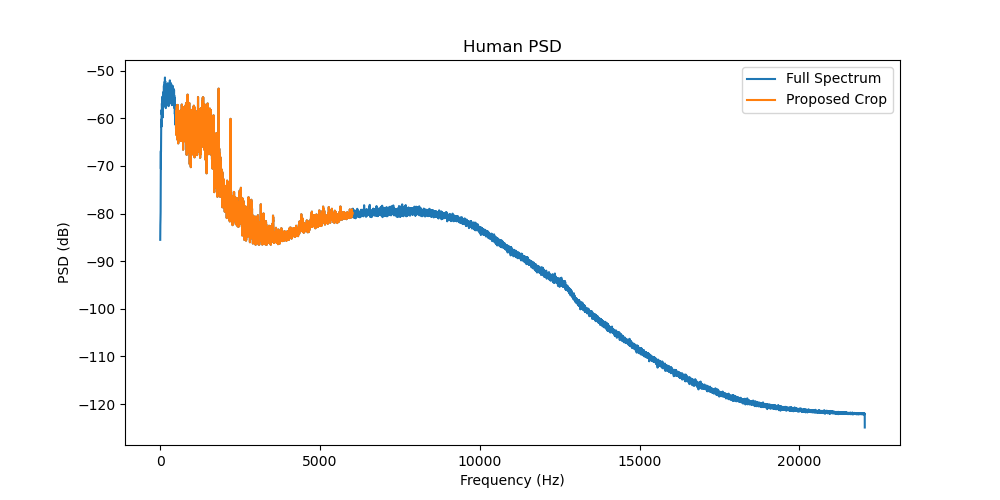 Human PSD
Full Spectrum
Proposed Crop
PSD (dB)
−50
−60
−70
−80
−90
−100
−110
−120
0 5000 10000 15000 20000
Frequency (Hz)